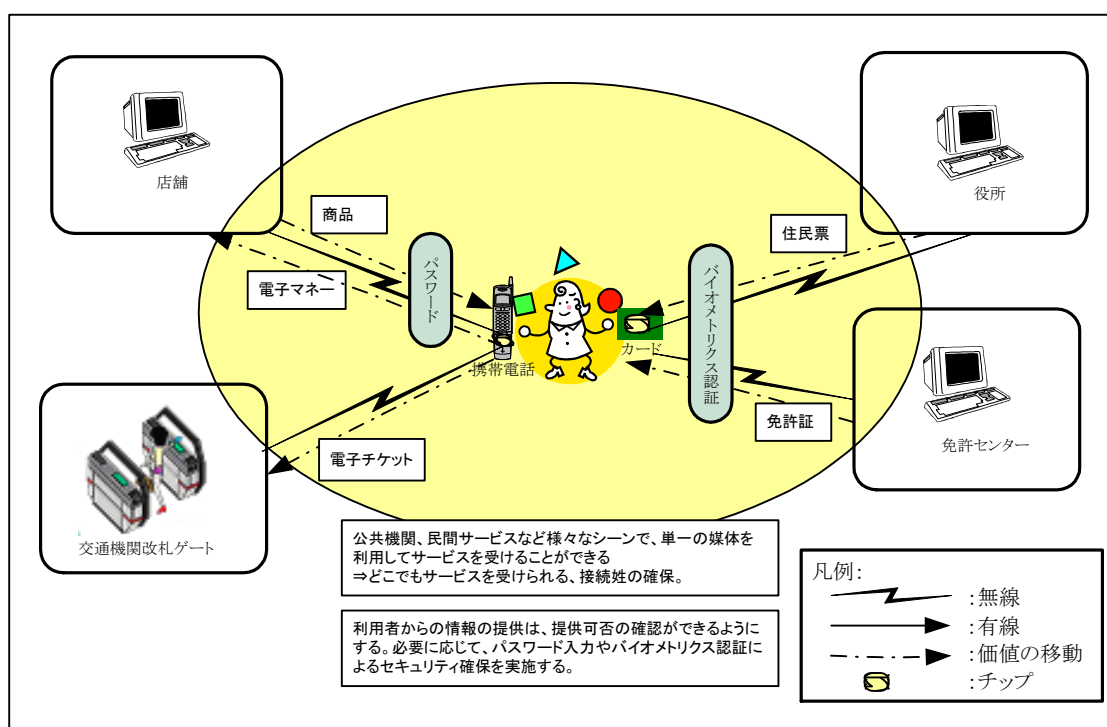 店舗
役所
商品
住民票
パスワード
バイオメトリクス認証
電子マネー
携帯電話
カード
免許証
免許センター
電子チケット
交通機関改札ゲート
公共機関、民間サービスなど様々なシーンで、単一の媒体を
利用してサービスを受けることができる
⇒どこでもサービスを受けられる、接続姓の確保。
利用者からの情報の提供は、提供可否の確認ができるように
する。必要に応じて、パスワード入力やバイオメトリクス認証に
よるセキュリティ確保を実施する。
凡例:
:無線
:有線
:価値の移動
:チップ